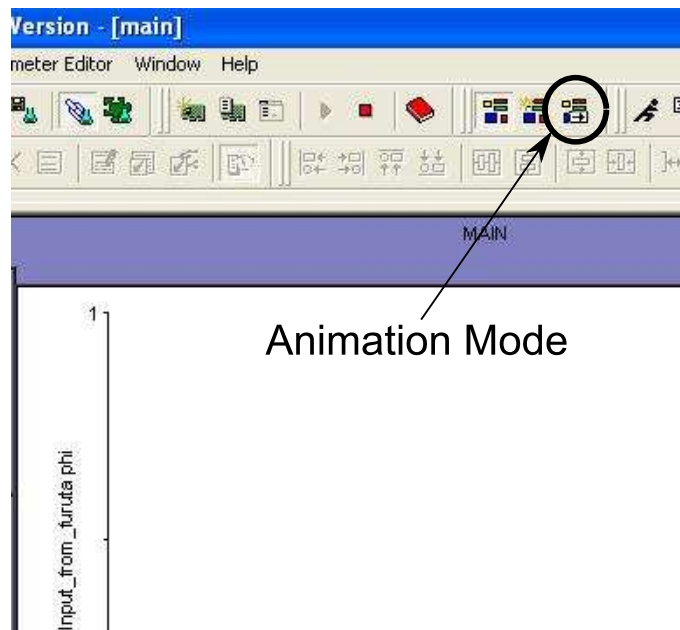 Version - [main]
meter Editor Window Help
MAIN
1
Animation Mode
Input_from_furuta phi